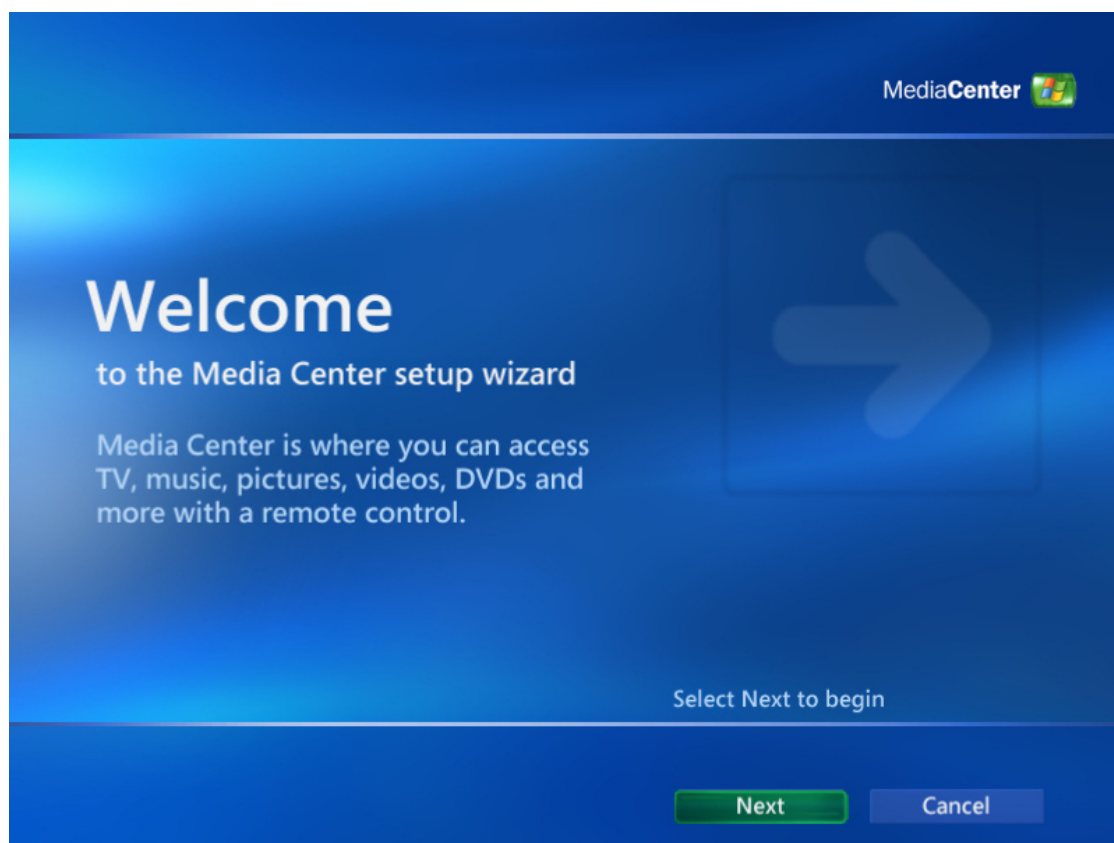 MediaCenter
Welcome
to the Media Center setup wizard
Media Center is where you can access
TV, music, pictures, videos, DVDs and
more with a remote control.
Select Next to begin
Next
Cancel